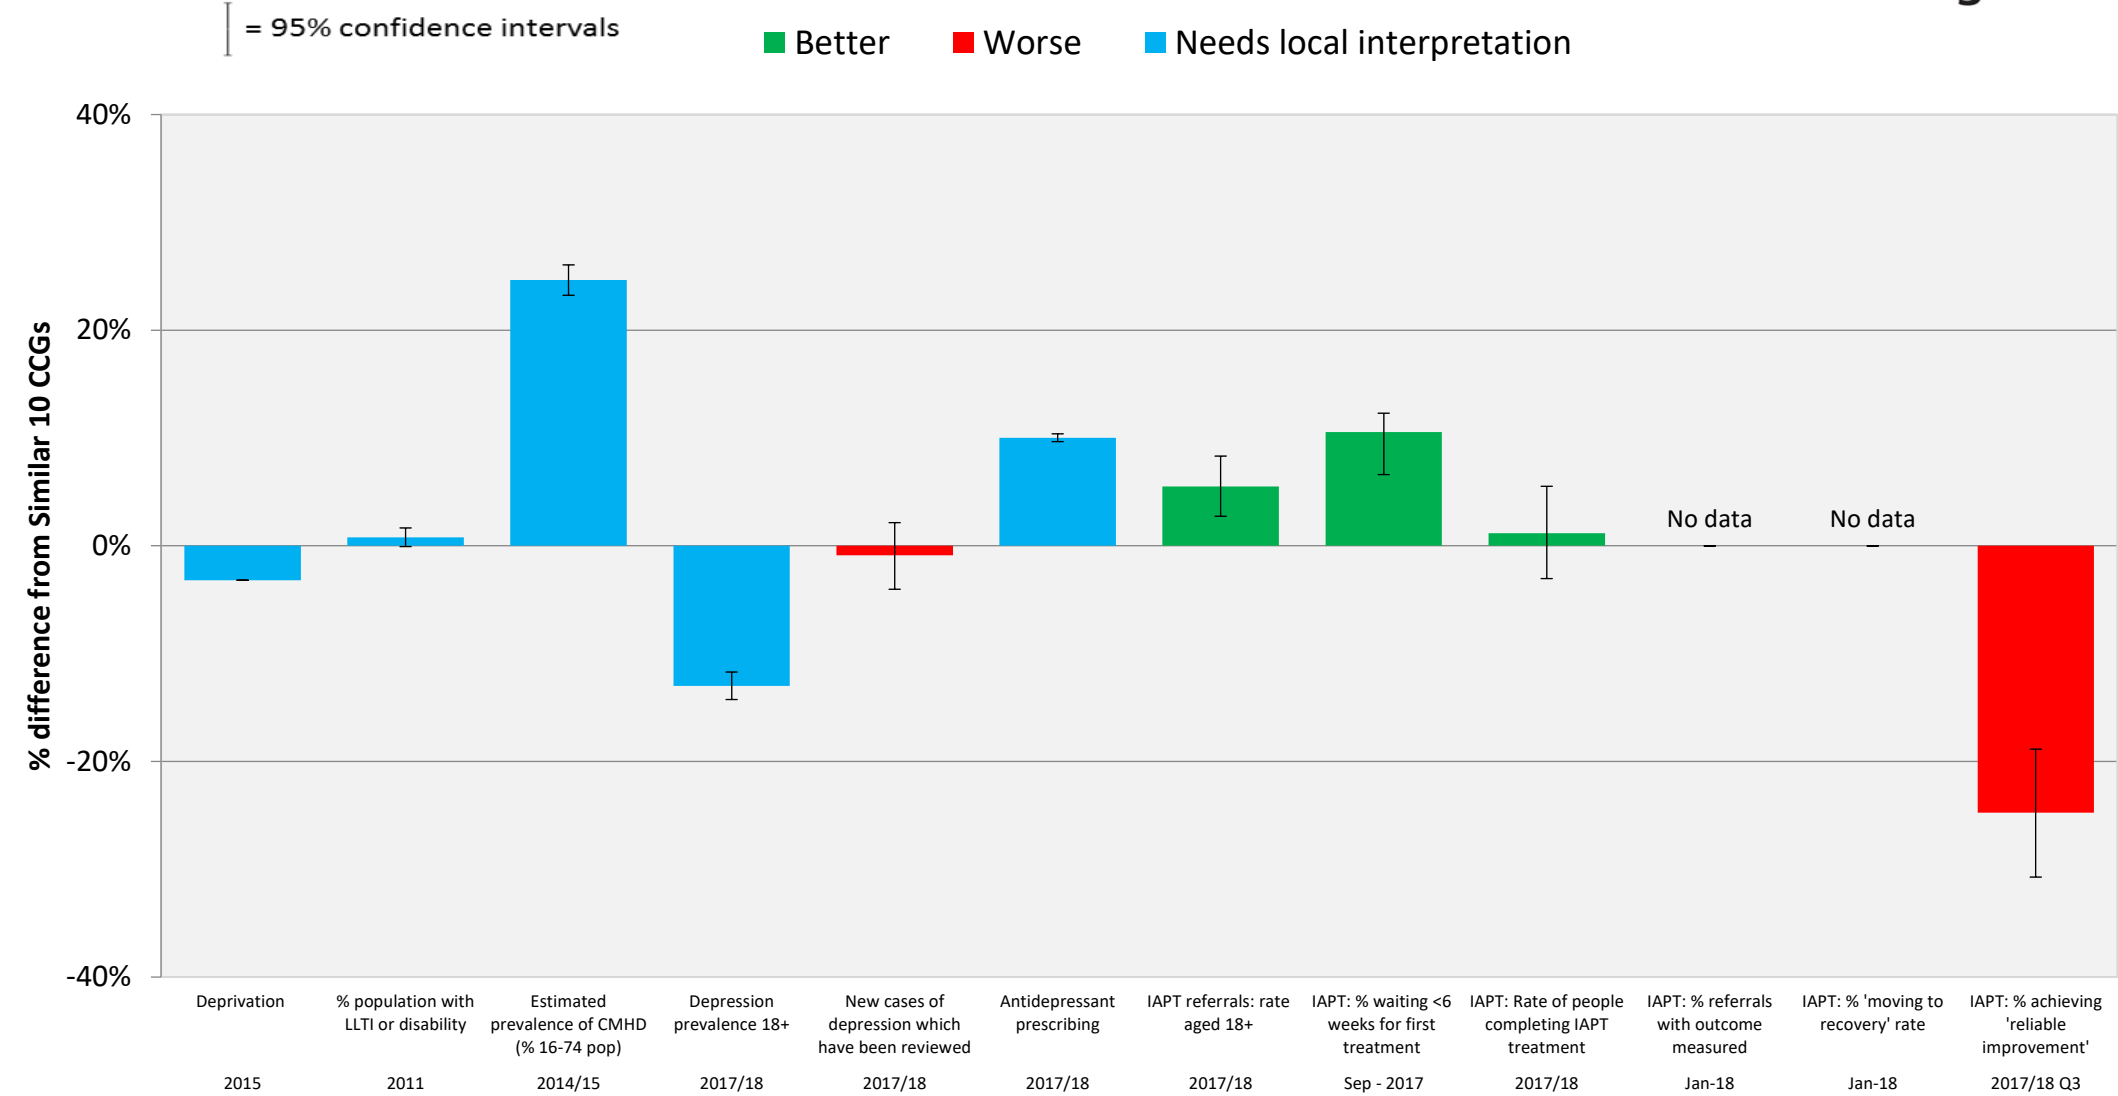 = 95% confidence intervals
Better
Worse
Needs local interpretation
% difference from Similar 10 CCGs
40%
20%
0%
-20%
-40%
No data
No data
Deprivation
2015
% population with
LLTI or disability
2011
Estimated
prevalence of CMHD
(% 16-74 pop)
2014/15
Depression
prevalence 18+
2017/18
New cases of
depression which
have been reviewed
2017/18
Antidepressant
prescribing
2017/18
IAPT referrals: rate
aged 18+
2017/18
IAPT: % waiting <6
weeks for first
treatment
Sep - 2017
IAPT: Rate of people
completing IAPT
treatment
2017/18
IAPT: % referrals
with outcome
measured
Jan-18
IAPT: % 'moving to
recovery' rate
Jan-18
IAPT: % achieving
'reliable
improvement'
2017/18 Q3